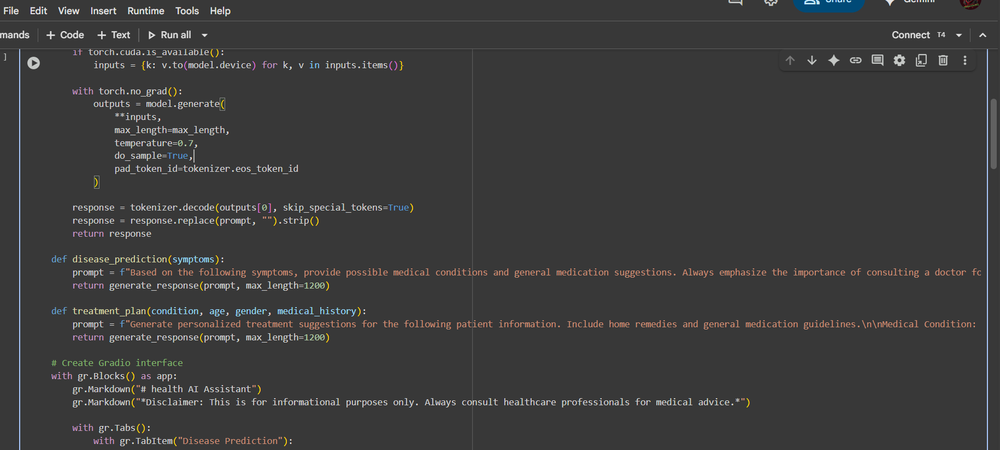 File Edit View Insert Runtime Tools Help
Share Gemini
mands + Code + Text Run all Connect T4
]
    if torch.cuda.is_available():
        inputs = {k: v.to(model.device) for k, v in inputs.items()}

    with torch.no_grad():
        outputs = model.generate(
            **inputs,
            max_length=max_length,
            temperature=0.7,
            do_sample=True,
            pad_token_id=tokenizer.eos_token_id
        )

    response = tokenizer.decode(outputs[0], skip_special_tokens=True)
    response = response.replace(prompt, "").strip()
    return response

def disease_prediction(symptoms):
    prompt = f"Based on the following symptoms, provide possible medical conditions and general medication suggestions. Always emphasize the importance of consulting a doctor fo
    return generate_response(prompt, max_length=1200)

def treatment_plan(condition, age, gender, medical_history):
    prompt = f"Generate personalized treatment suggestions for the following patient information. Include home remedies and general medication guidelines.\n\nMedical Condition:
    return generate_response(prompt, max_length=1200)

# Create Gradio interface
with gr.Blocks() as app:
    gr.Markdown("# health AI Assistant")
    gr.Markdown("*Disclaimer: This is for informational purposes only. Always consult healthcare professionals for medical advice.*")

    with gr.Tabs():
        with gr.TabItem("Disease Prediction"):